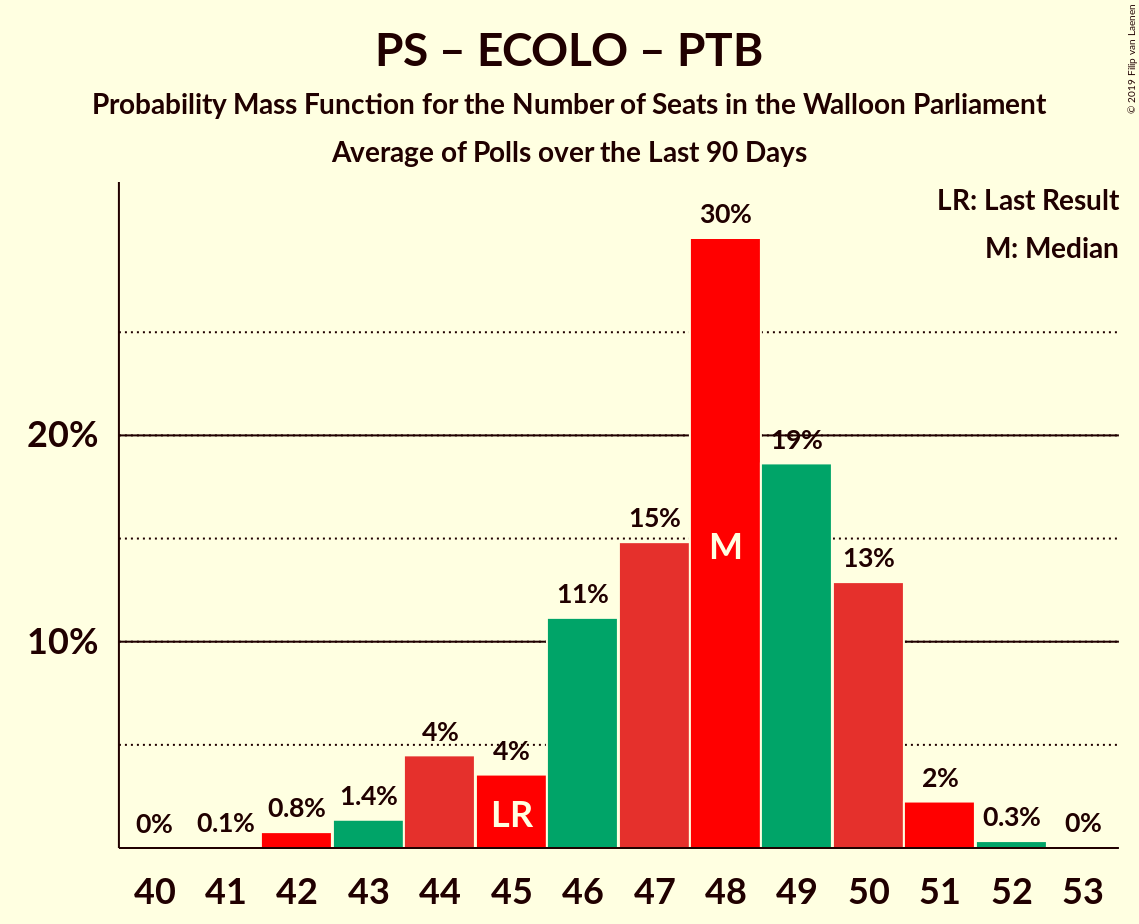 PS – ECOLO – PTB
Probability Mass Function for the Number of Seats in the Walloon Parliament
Average of Polls over the Last 90 Days
© 2019 Filip van Laenen
LR: Last Result
M: Median
20%
10%
0%
0.1%
0.8%
1.4%
4%
4%
11%
15%
30%
19%
13%
2%
0.3%
0%
LR
M
40 41 42 43 44 45 46 47 48 49 50 51 52 53